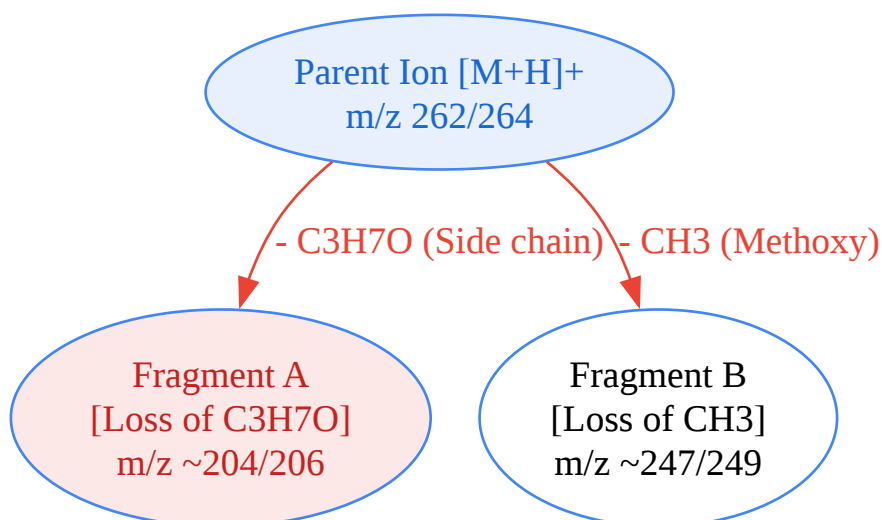 Parent Ion [M+H]+
m/z 262/264
- C3H7O (Side chain)
- CH3 (Methoxy)
Fragment A
[Loss of C3H7O]
m/z ~204/206
Fragment B
[Loss of CH3]
m/z ~247/249